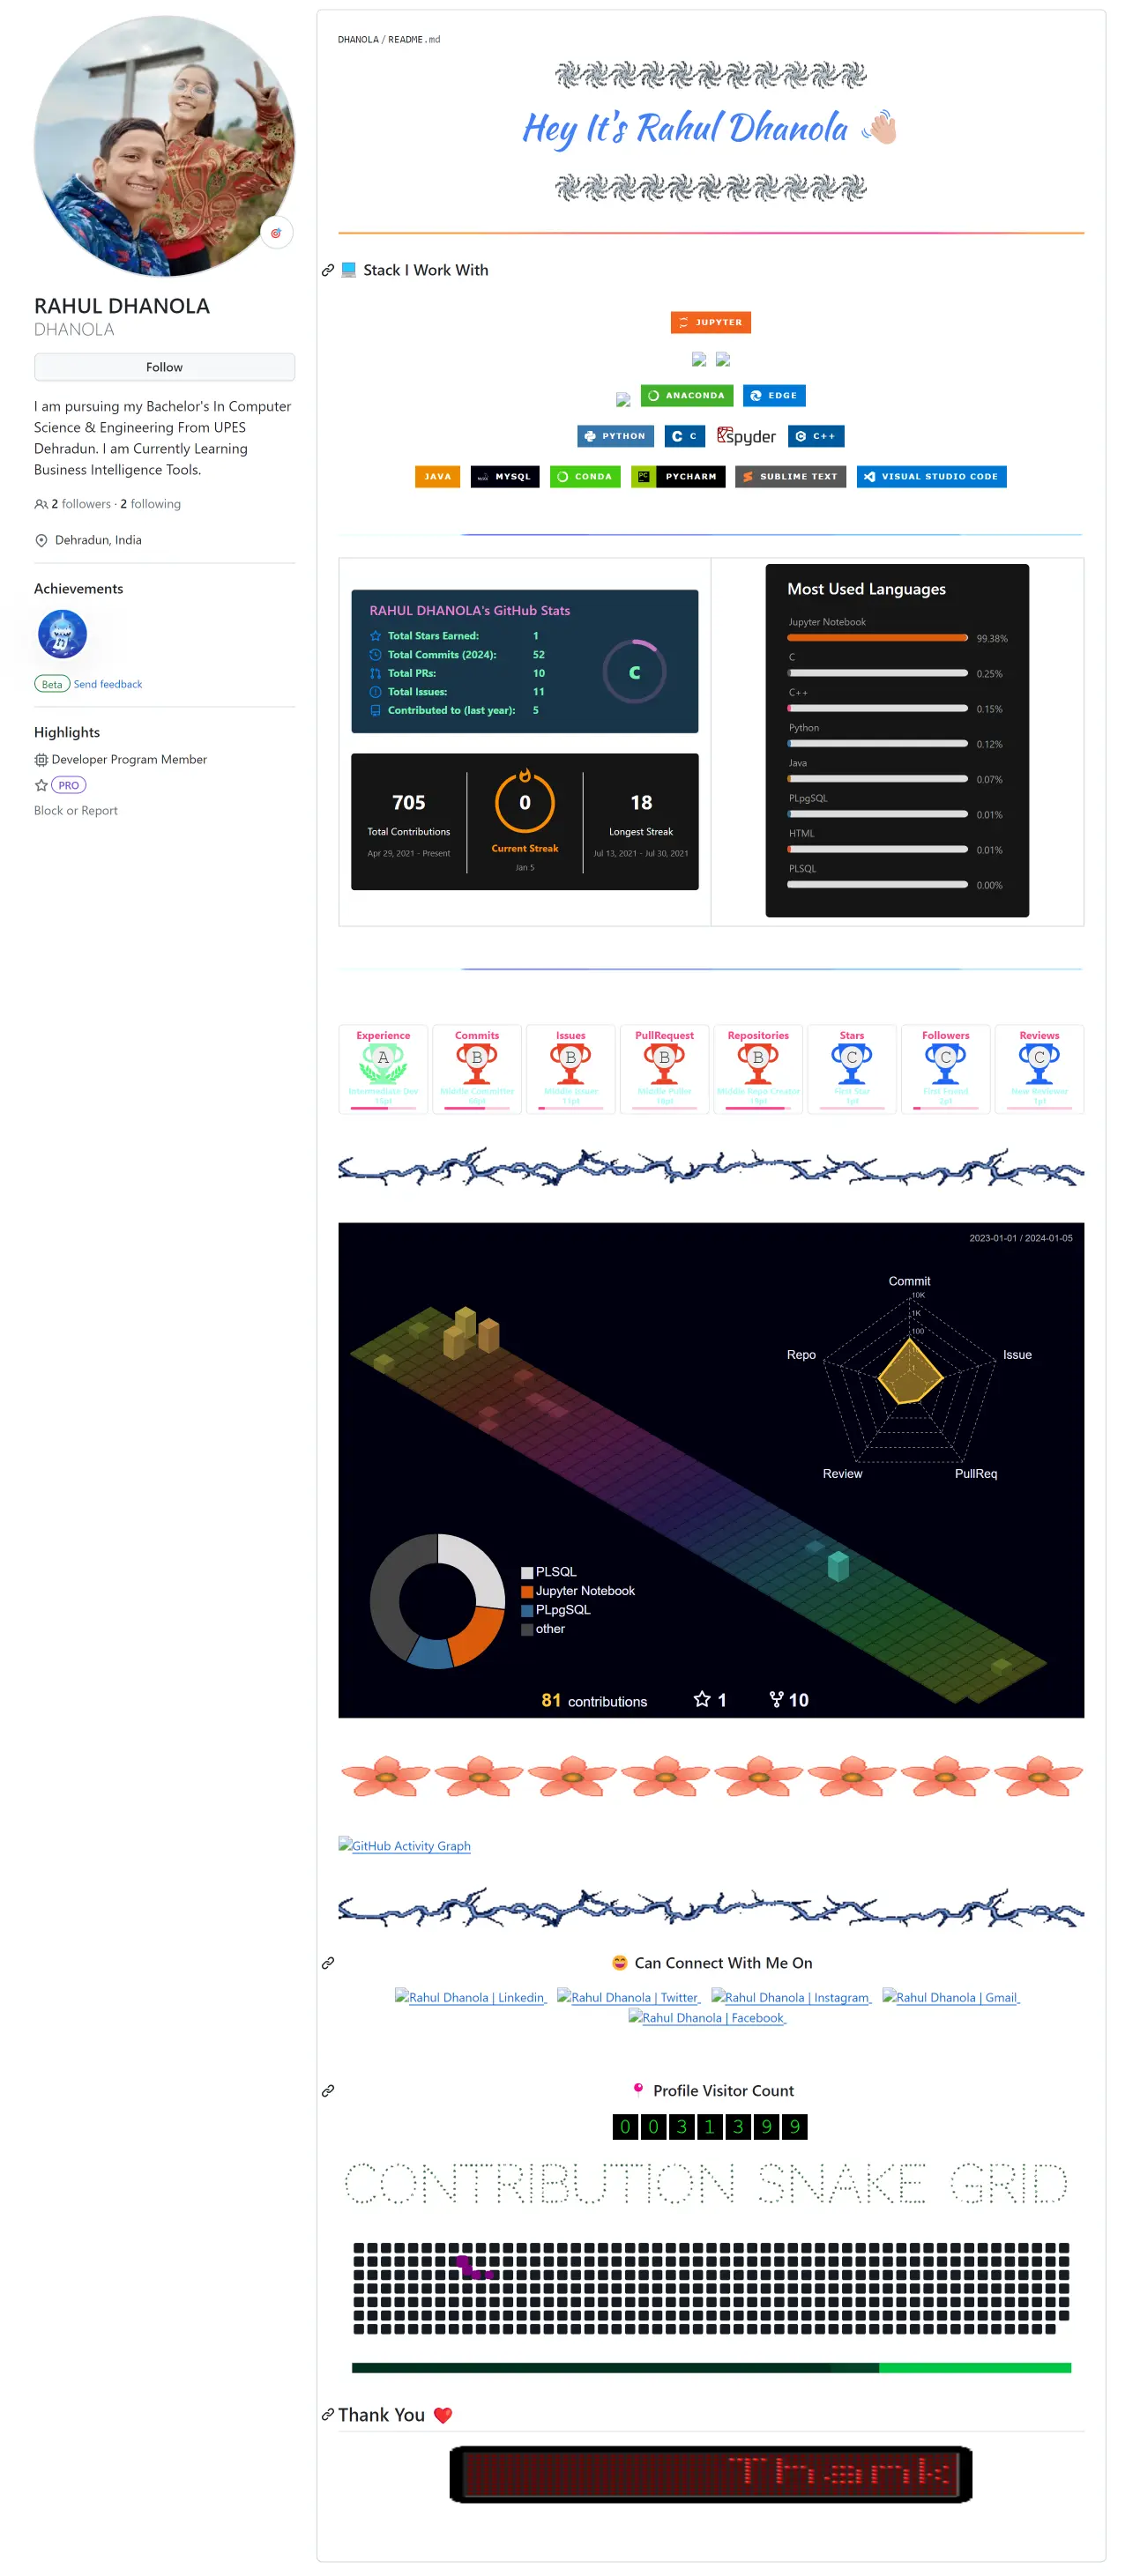 RAHUL DHANOLA
DHANOLA
Follow
I am pursuing my Bachelor's In Computer
Science & Engineering From UPES
Dehradun. I am Currently Learning
Business Intelligence Tools.
2 followers · 2 following
Dehradun, India
Achievements
Beta Send feedback
Highlights
Developer Program Member
PRO
Block or Report
DHANOLA / README.md
Hey It's Rahul Dhanola
Stack I Work With
JUPYTER
ANACONDA EDGE
PYTHON C spyder C++
JAVA MYSQL CONDA PYCHARM SUBLIME TEXT VISUAL STUDIO CODE
RAHUL DHANOLA's GitHub Stats
Total Stars Earned: 1
Total Commits (2024): 52
Total PRs: 10
Total Issues: 11
Contributed to (last year): 5
C
705
Total Contributions
Apr 29, 2021 - Present
0
Current Streak
Jan 5
18
Longest Streak
Jul 13, 2021 - Jul 30, 2021
Most Used Languages
Jupyter Notebook
99.38%
C
0.25%
C++
0.15%
Python
0.12%
Java
0.07%
PLpgSQL
0.01%
HTML
0.01%
PLSQL
0.00%
Experience Commits Issues PullRequest Repositories Stars Followers Reviews
A B B B B C C C
Intermediate Dev Middle Committer Middle Issuer Middle Puller Middle Repo Creator First Star First Friend New Reviewer
2023-01-01 / 2024-01-05
Commit
10K
1K
100
1
Repo
Issue
Review
PullReq
PLSQL
Jupyter Notebook
PLpgSQL
other
81 contributions 1 10
GitHub Activity Graph
Can Connect With Me On
Rahul Dhanola | Linkedin Rahul Dhanola | Twitter Rahul Dhanola | Instagram Rahul Dhanola | Gmail
Rahul Dhanola | Facebook
Profile Visitor Count
0031399
CONTRIBUTION SNAKE GRID
Thank You
Thank